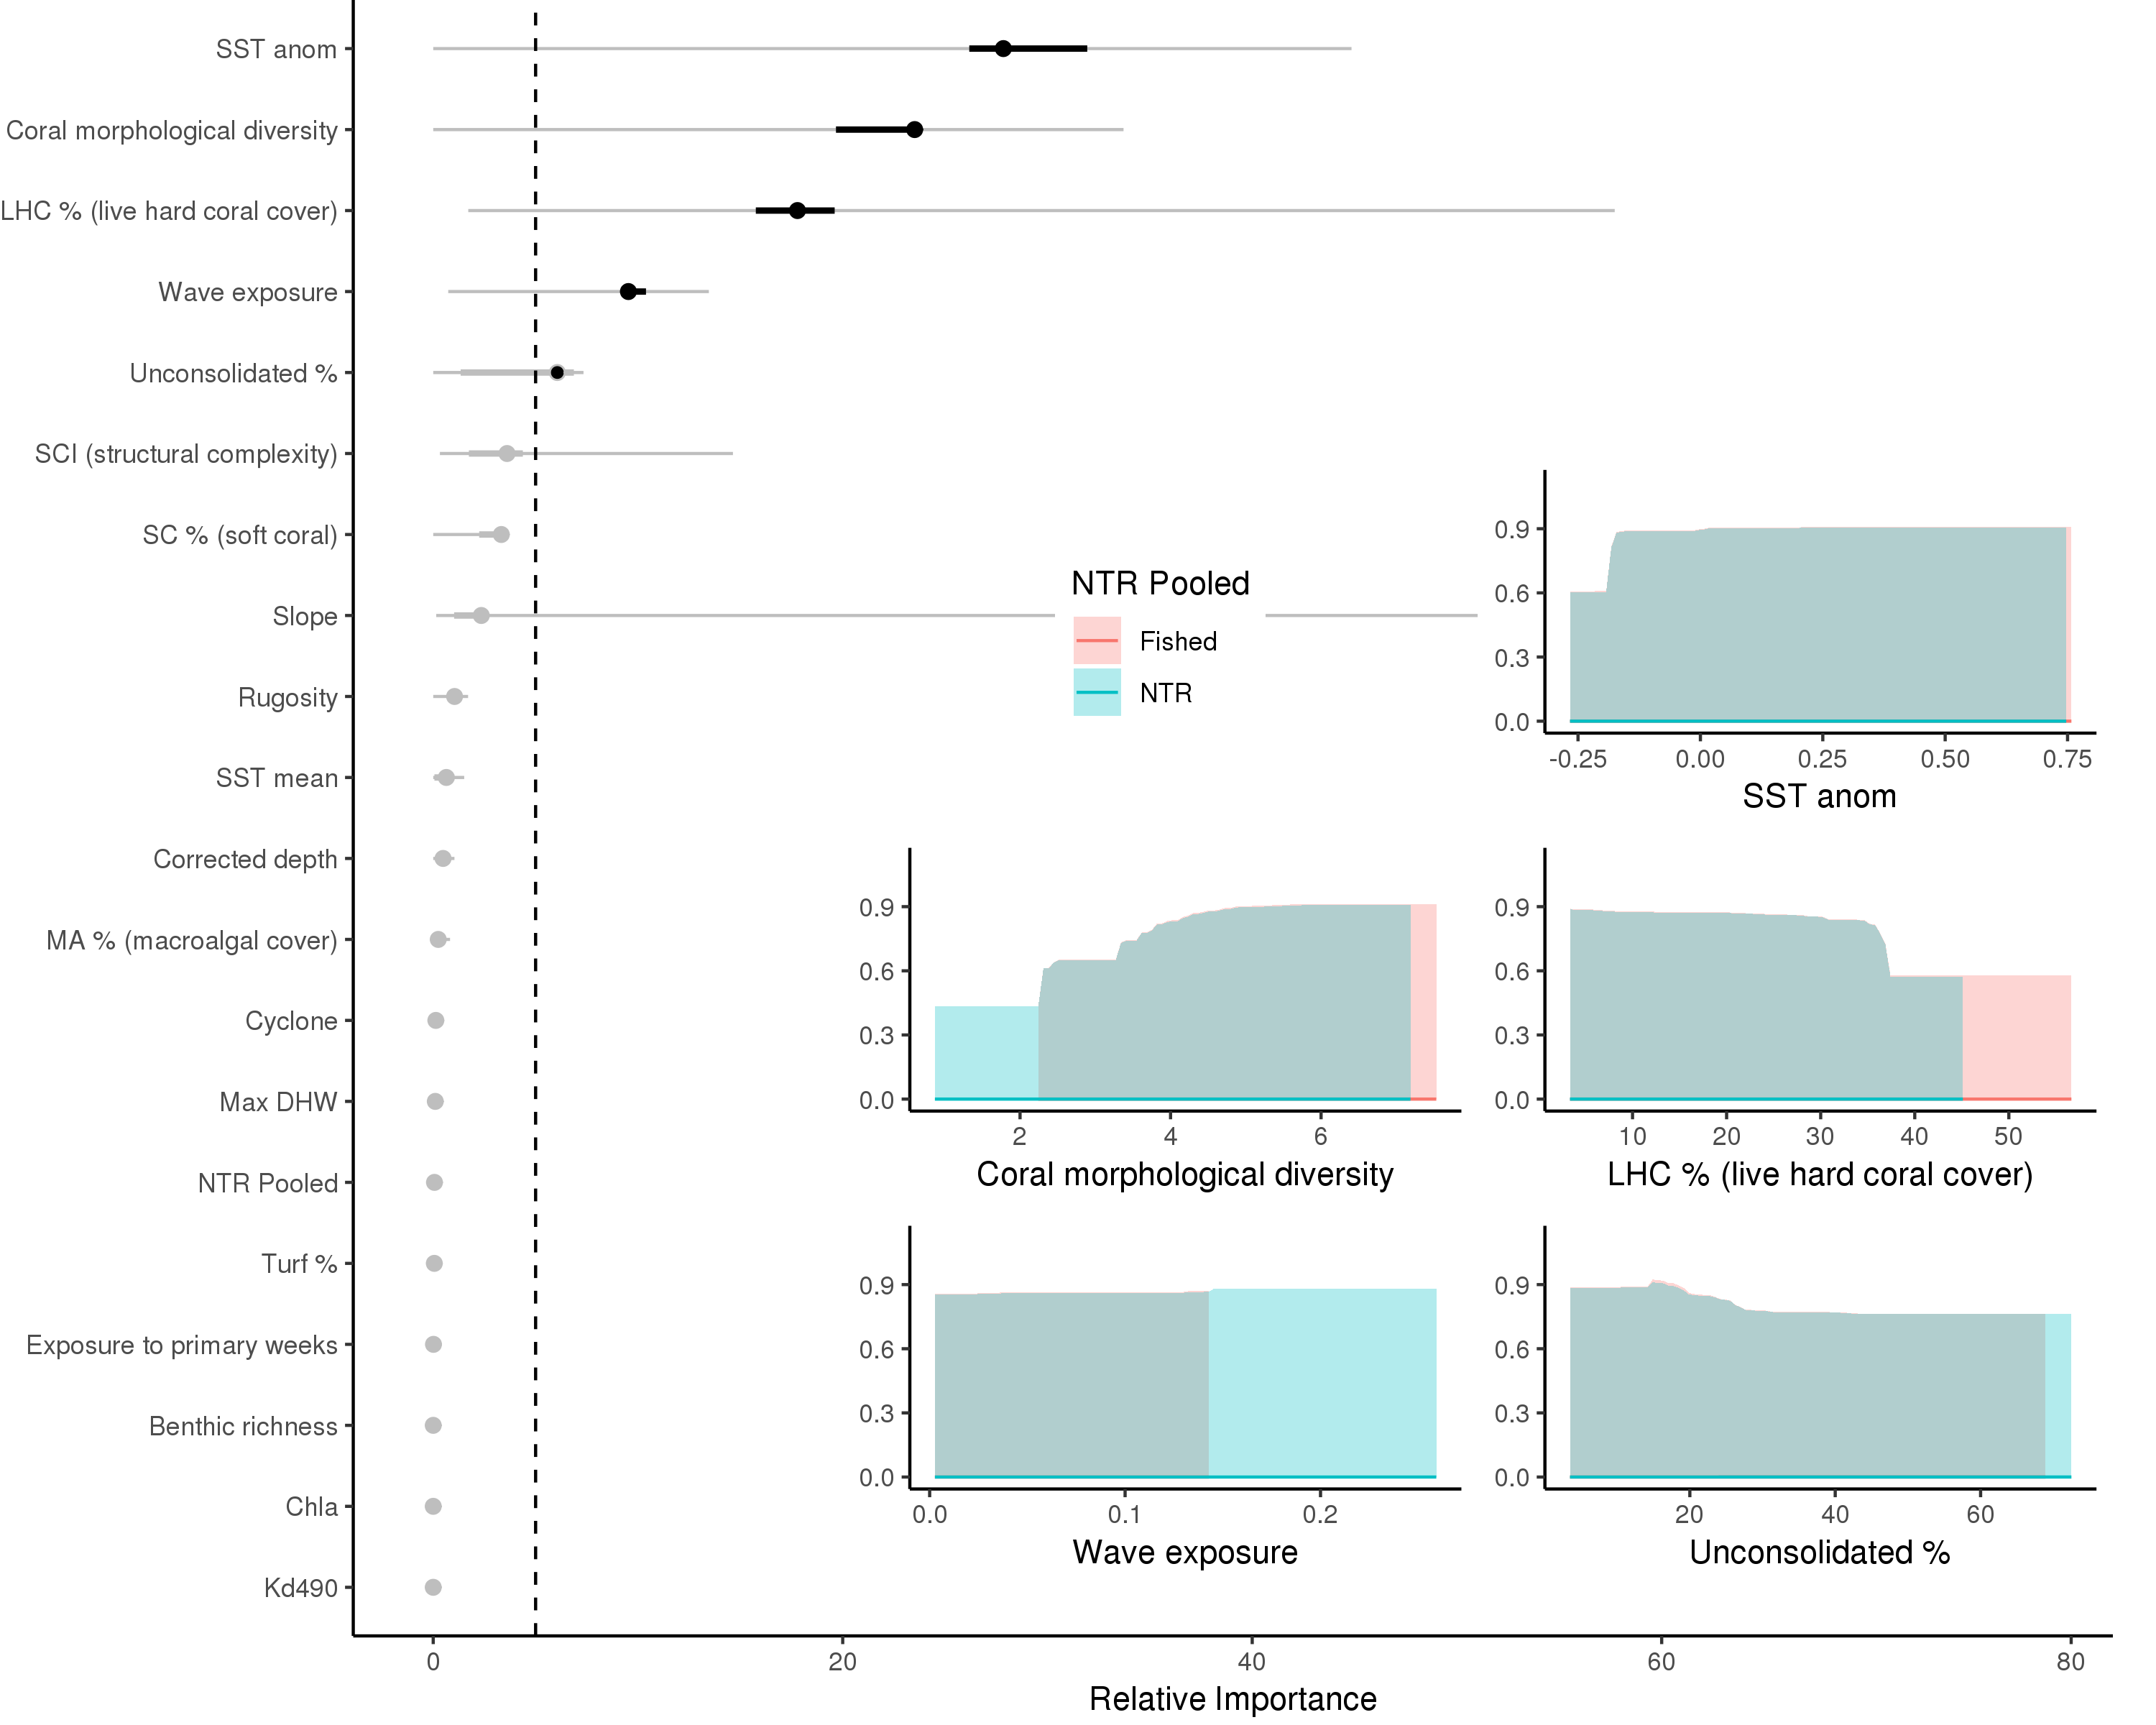 SST anom
Coral morphological diversity
LHC % (live hard coral cover)
Wave exposure
Unconsolidated %
SCI (structural complexity)
SC % (soft coral)
Slope
Rugosity
SST mean
Corrected depth
MA % (macroalgal cover)
Cyclone
Max DHW
NTR Pooled
Turf %
Exposure to primary weeks
Benthic richness
Chla
Kd490
0 20 40 60 80
Relative Importance
NTR Pooled
Fished
NTR
0.9
0.6
0.3
0.0
-0.25 0.00 0.25 0.50 0.75
SST anom
0.9
0.6
0.3
0.0
2 4 6
Coral morphological diversity
0.9
0.6
0.3
0.0
10 20 30 40 50
LHC % (live hard coral cover)
0.9
0.6
0.3
0.0
0.0 0.1 0.2
Wave exposure
0.9
0.6
0.3
0.0
20 40 60
Unconsolidated %